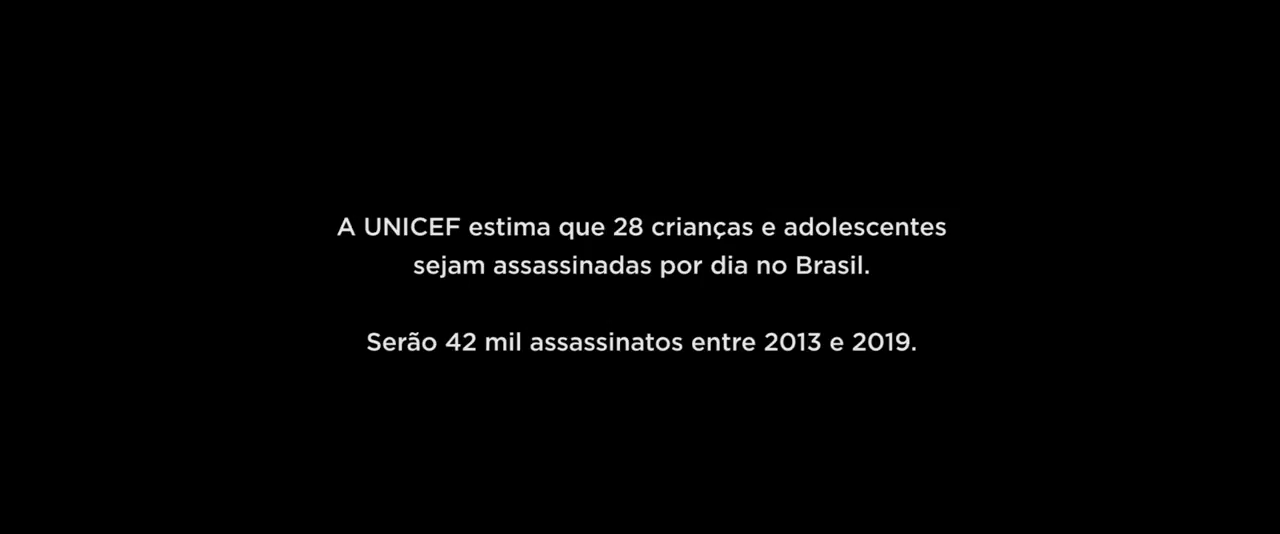 A UNICEF estima que 28 crianças e adolescentes
sejam assassinadas por dia no Brasil.
Serão 42 mil assassinatos entre 2013 e 2019.